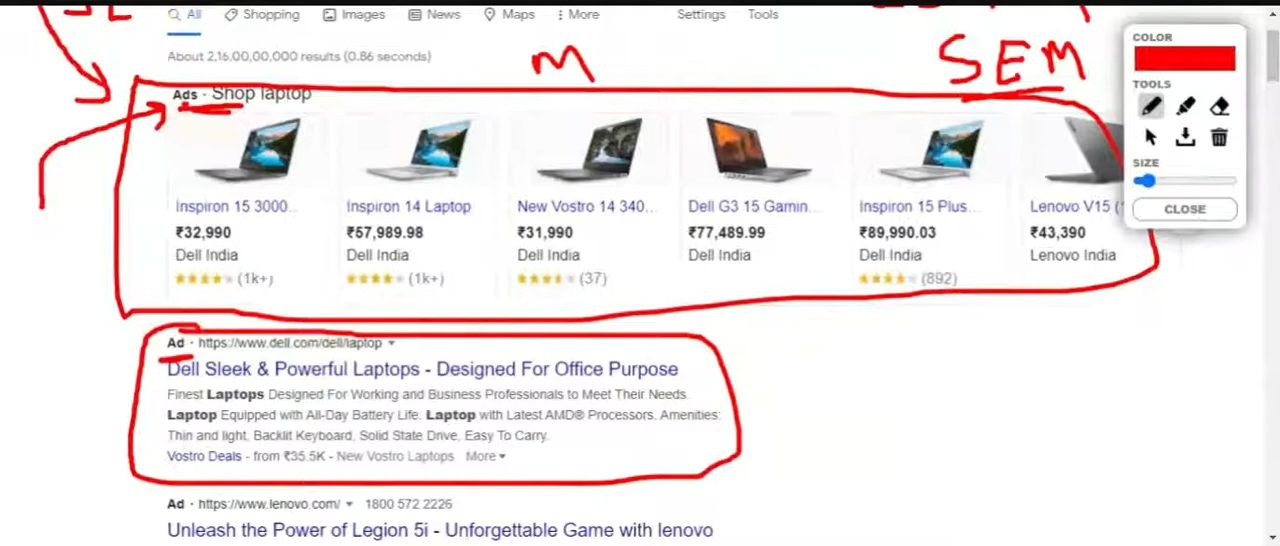 All Shopping Images News Maps More Settings Tools
About 2,16,00,00,000 results (0.86 seconds)
M
SEM
Ads · Shop laptop
Inspiron 15 3000... Inspiron 14 Laptop New Vostro 14 340... Dell G3 15 Gamin... Inspiron 15 Plus... Lenovo V15 (
₹32,990 ₹57,989.98 ₹31,990 ₹77,489.99 ₹89,990.03 ₹43,390
Dell India Dell India Dell India Dell India Dell India Lenovo India
(1k+) (1k+) (37) (892)
Ad · https://www.dell.com/dell/laptop
Dell Sleek & Powerful Laptops - Designed For Office Purpose
Finest Laptops Designed For Working and Business Professionals to Meet Their Needs.
Laptop Equipped with All-Day Battery Life. Laptop with Latest AMD® Processors. Amenities:
Thin and light, Backlit Keyboard, Solid State Drive, Easy To Carry.
Vostro Deals - from ₹35.5K - New Vostro Laptops More
Ad · https://www.lenovo.com/ 1800 572 2226
Unleash the Power of Legion 5i - Unforgettable Game with lenovo
COLOR
TOOLS
SIZE
CLOSE